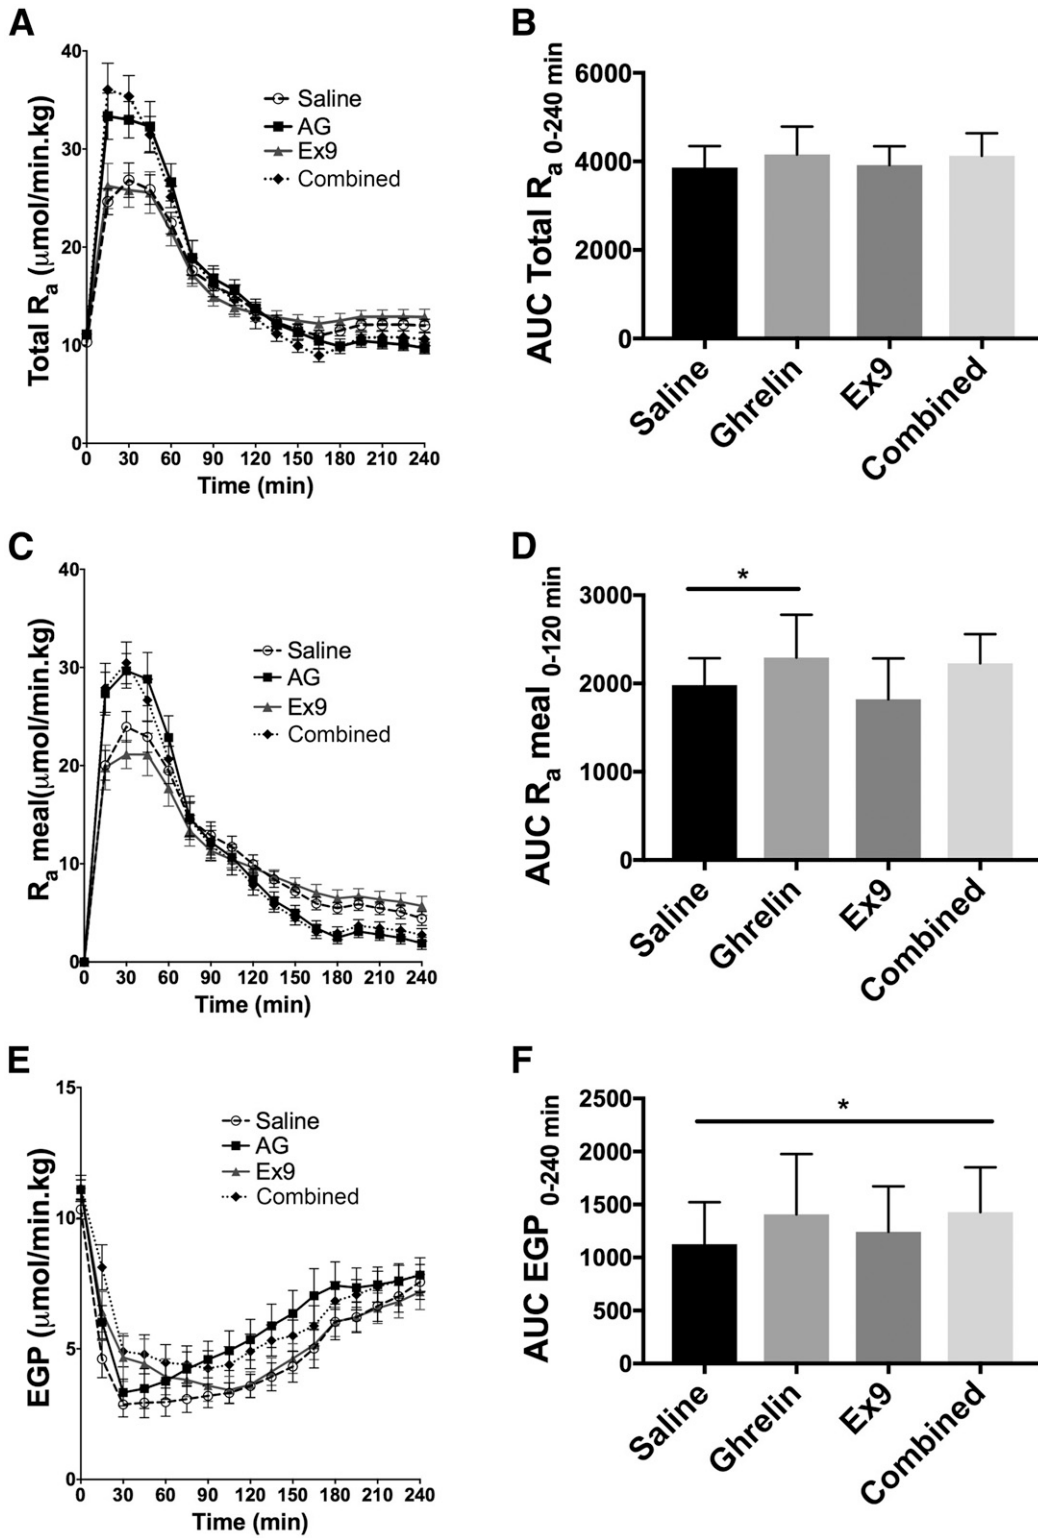 A
Total Ra (μmol/min.kg)
40
30
20
10
0
Saline
AG
Ex9
Combined
0 30 60 90 120 150 180 210 240
Time (min)
B
AUC Total Ra 0-240 min
6000
4000
2000
0
Saline
Ghrelin
Ex9
Combined
C
Ra meal(μmol/min.kg)
40
30
20
10
0
Saline
AG
Ex9
Combined
0 30 60 90 120 150 180 210 240
Time (min)
D
AUC Ra meal 0-120 min
3000
2000
1000
0
*
Saline
Ghrelin
Ex9
Combined
E
EGP (μmol/min.kg)
15
10
5
0
Saline
AG
Ex9
Combined
0 30 60 90 120 150 180 210 240
Time (min)
F
AUC EGP 0-240 min
2500
2000
1500
1000
500
0
*
Saline
Ghrelin
Ex9
Combined